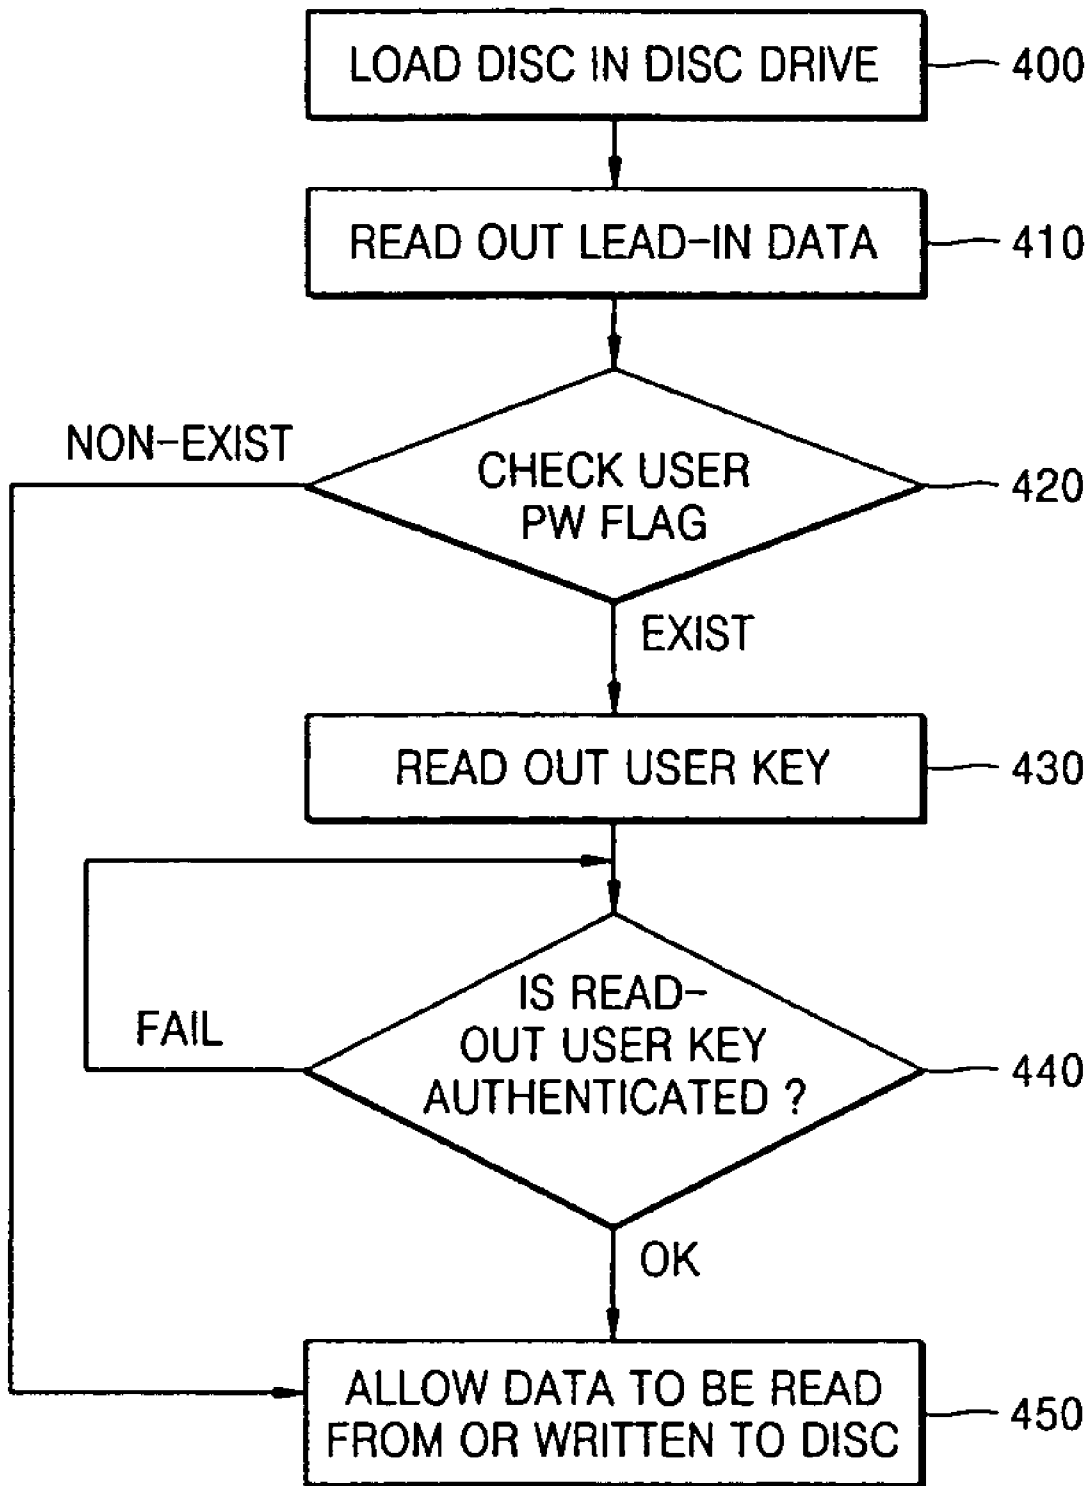 LOAD DISC IN DISC DRIVE
400
READ OUT LEAD-IN DATA
410
NON-EXIST
CHECK USER
PW FLAG
420
EXIST
READ OUT USER KEY
430
FAIL
IS READ-
OUT USER KEY
AUTHENTICATED ?
440
OK
ALLOW DATA TO BE READ
FROM OR WRITTEN TO DISC
450